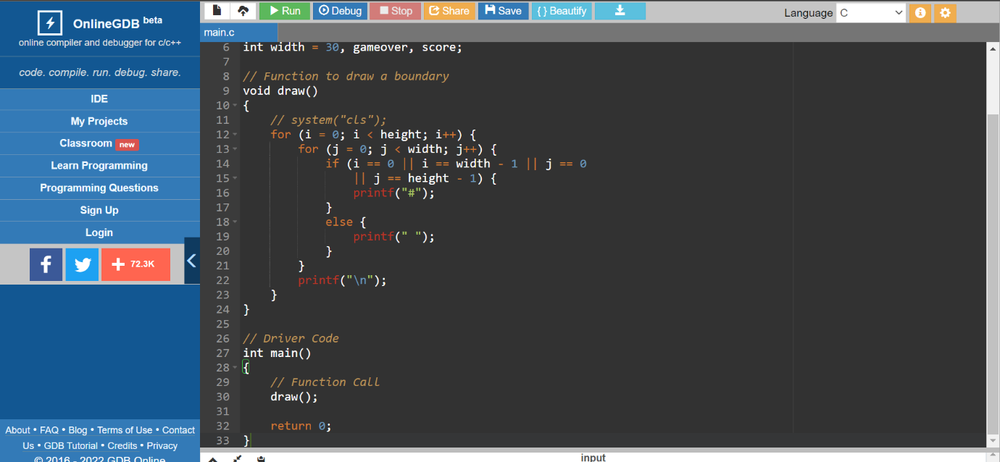 OnlineGDB beta
online compiler and debugger for c/c++
code. compile. run. debug. share.
IDE
My Projects
Classroom new
Learn Programming
Programming Questions
Sign Up
Login
f
+ 72.3K
About • FAQ • Blog • Terms of Use • Contact
Us • GDB Tutorial • Credits • Privacy
© 2016 - 2022 GDB Online
Run Debug Stop Share Save { } Beautify
Language C
main.c
6 int width = 30, gameover, score;
7
8 // Function to draw a boundary
9 void draw()
10 {
11     // system("cls");
12     for (i = 0; i < height; i++) {
13         for (j = 0; j < width; j++) {
14             if (i == 0 || i == width - 1 || j == 0
15                 || j == height - 1) {
16                 printf("#");
17             }
18             else {
19                 printf(" ");
20             }
21         }
22         printf("\n");
23     }
24 }
25
26 // Driver Code
27 int main()
28 {
29     // Function Call
30     draw();
31
32     return 0;
33 }
input